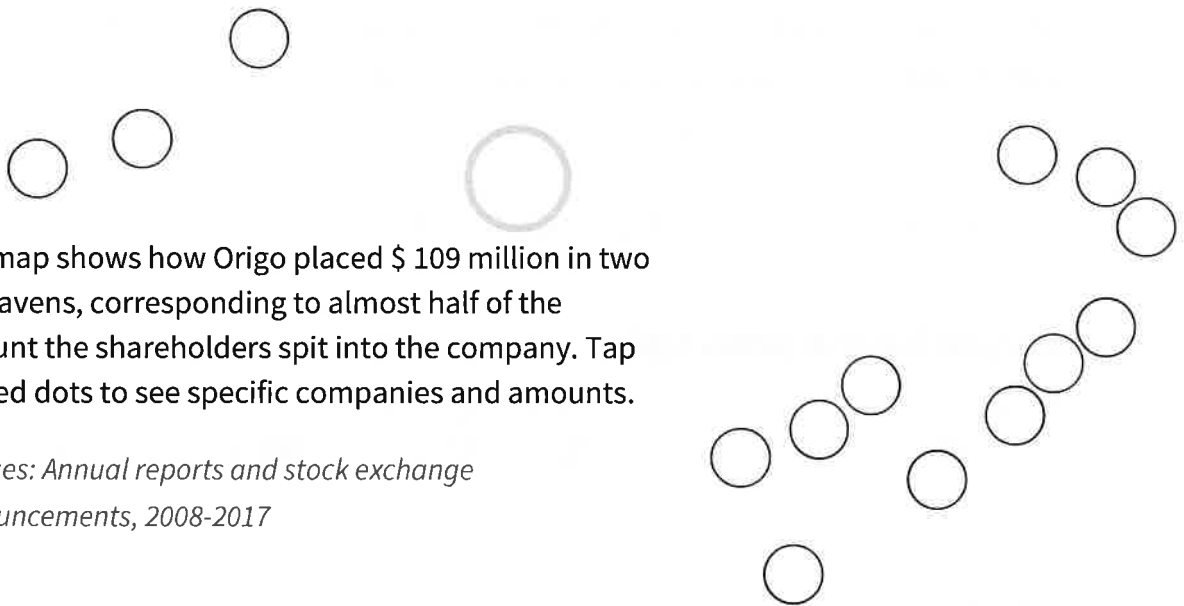 map shows how Origo placed $ 109 million in two
avens, corresponding to almost half of the
unt the shareholders spit into the company. Tap
ed dots to see specific companies and amounts.
es: Annual reports and stock exchange
uncements, 2008-2017